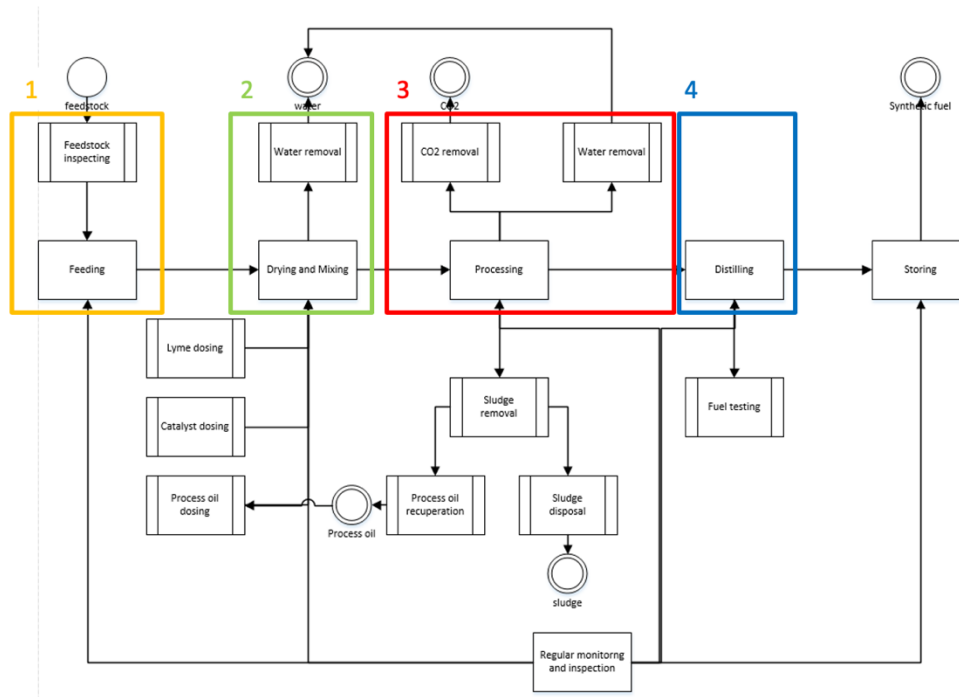 1
2
3
4
feedstock
water
CO2
Synthetic fuel
Feedstock
inspecting
Water removal
CO2 removal
Water removal
Feeding
Drying and Mixing
Processing
Distilling
Storing
Lyme dosing
Catalyst dosing
Process oil
dosing
Process oil
Process oil
recuperation
Sludge
removal
Sludge
disposal
sludge
Fuel testing
Regular monitorng
and inspection